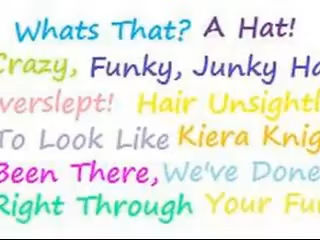 Whats That? A Hat!
Crazy, Funky, Junky Ha
verslept! Hair Unsightl
To Look Like Kiera Knig
Been There, We've Done
Right Through Your Fun